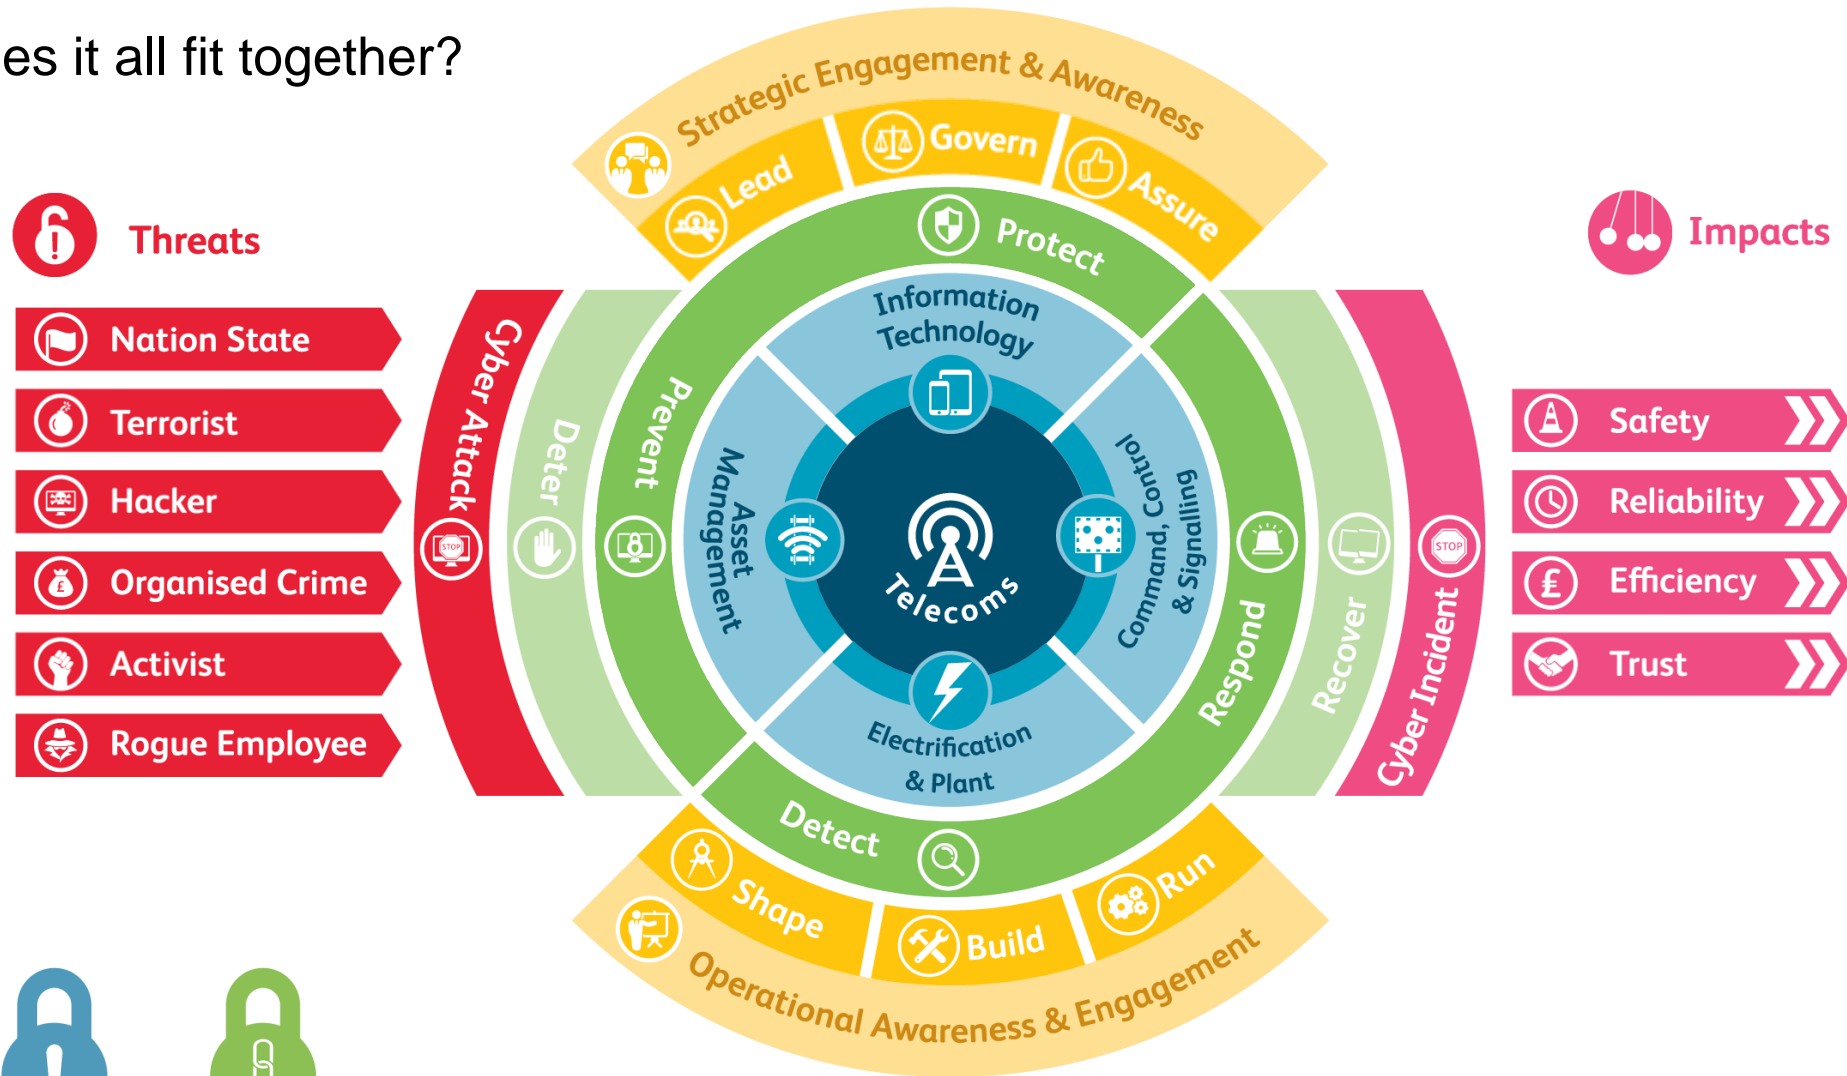 es it all fit together?
Strategic Engagement & Awareness
Lead
Govern
Assure
Threats
Nation State
Terrorist
Hacker
Organised Crime
Activist
Rogue Employee
Cyber Attack
STOP
Deter
Prevent
Protect
Information
Technology
Asset
Management
Telecoms
Command, Control
& Signalling
Electrification
& Plant
Detect
Respond
Recover
Cyber Incident
STOP
Shape
Build
Run
Operational Awareness & Engagement
Impacts
Safety
Reliability
£
Efficiency
Trust